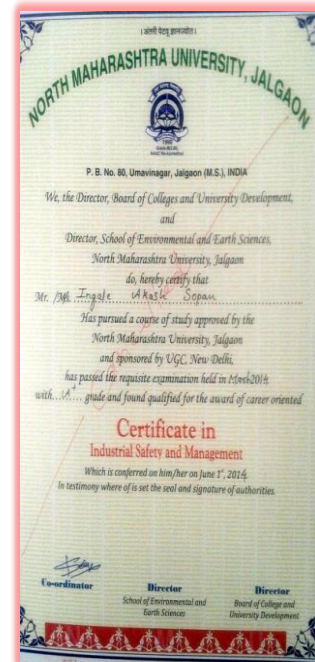 । अंतरी पेटवू ज्ञानज्योत ।
NORTH MAHARASHTRA UNIVERSITY, JALGAON
P. B. No. 80, Umavinagar, Jalgaon (M.S.), INDIA
We, the Director, Board of Colleges and University Development,
and
Director, School of Environmental and Earth Sciences,
North Maharashtra University, Jalgaon
do, hereby certify that
Mr. /Ms. Ingale Akash Sopan
Has pursued a course of study approved by the
North Maharashtra University, Jalgaon
and sponsored by UGC, New Delhi,
has passed the requisite examination held in March 2014
with...A+... grade and found qualified for the award of career oriented
Certificate in
Industrial Safety and Management
Which is conferred on him/her on June 1st, 2014.
In testimony where of is set the seal and signature of authorities.
Co-ordinator
Director
School of Environmental and
Earth Sciences
Director
Board of College and
University Development